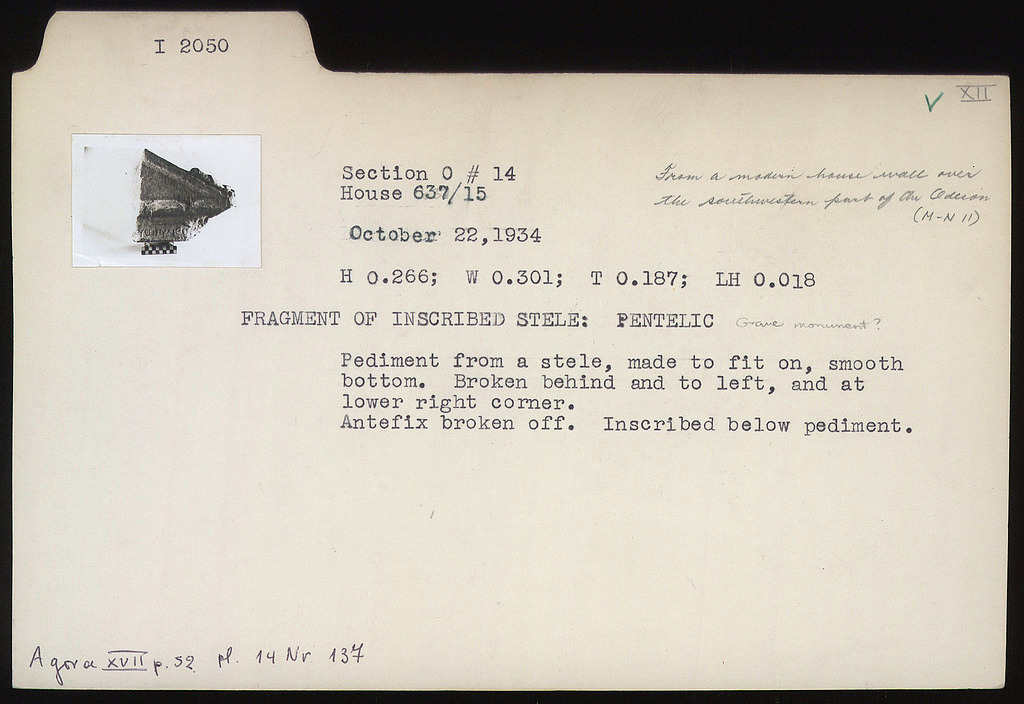 I 2050
V XII
Section O # 14
House 637/15
From a modern house wall over
the southwestern part of the Odeion
(M-N 11)
October 22,1934
H 0.266; W 0.301; T 0.187; LH 0.018
FRAGMENT OF INSCRIBED STELE: PENTELIC Grave monument?
Pediment from a stele, made to fit on, smooth
bottom. Broken behind and to left, and at
lower right corner.
Antefix broken off. Inscribed below pediment.
Agora XVII p. 52 pl. 14 Nr 137